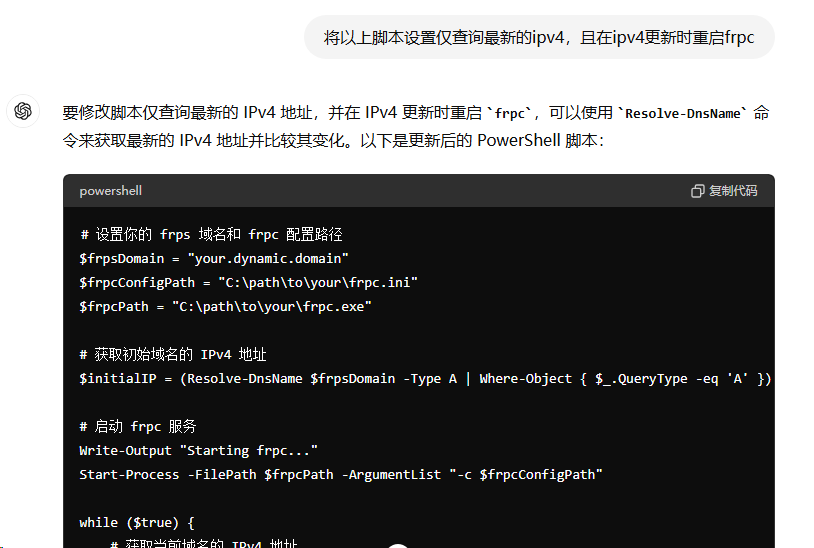 将以上脚本设置仅查询最新的ipv4，且在ipv4更新时重启frpc
要修改脚本仅查询最新的 IPv4 地址，并在 IPv4 更新时重启 `frpc`，可以使用 `Resolve-DnsName` 命
令来获取最新的 IPv4 地址并比较其变化。以下是更新后的 PowerShell 脚本：
powershell
复制代码
# 设置你的 frps 域名和 frpc 配置路径
$frpsDomain = "your.dynamic.domain"
$frpcConfigPath = "C:\path\to\your\frpc.ini"
$frpcPath = "C:\path\to\your\frpc.exe"
# 获取初始域名的 IPv4 地址
$initialIP = (Resolve-DnsName $frpsDomain -Type A | Where-Object { $_.QueryType -eq 'A' })
# 启动 frpc 服务
Write-Output "Starting frpc..."
Start-Process -FilePath $frpcPath -ArgumentList "-c $frpcConfigPath"
while ($true) {
# 获取当前域名的 IPv4 地址